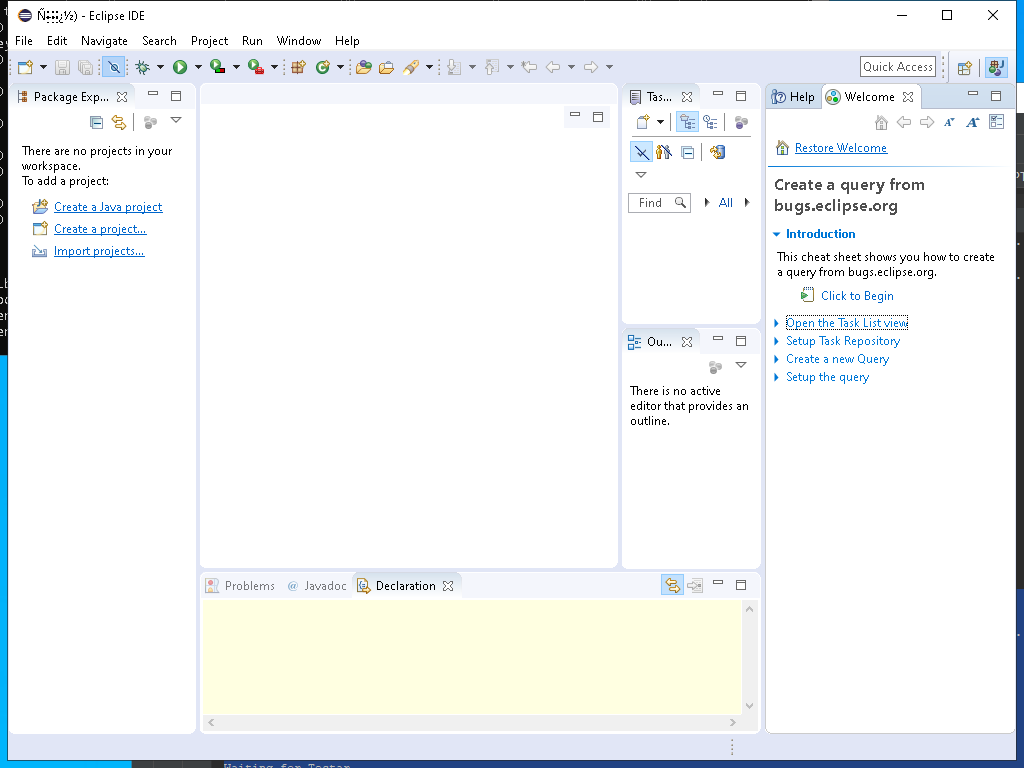 - Eclipse IDE
File Edit Navigate Search Project Run Window Help
Quick Access
Package Exp...
There are no projects in your
workspace.
To add a project:
Create a Java project
Create a project...
Import projects...
Tas...
Find
All
Ou...
There is no active
editor that provides an
outline.
Help Welcome
Restore Welcome
Create a query from
bugs.eclipse.org
Introduction
This cheat sheet shows you how to create
a query from bugs.eclipse.org.
Click to Begin
Open the Task List view
Setup Task Repository
Create a new Query
Setup the query
Problems @ Javadoc Declaration